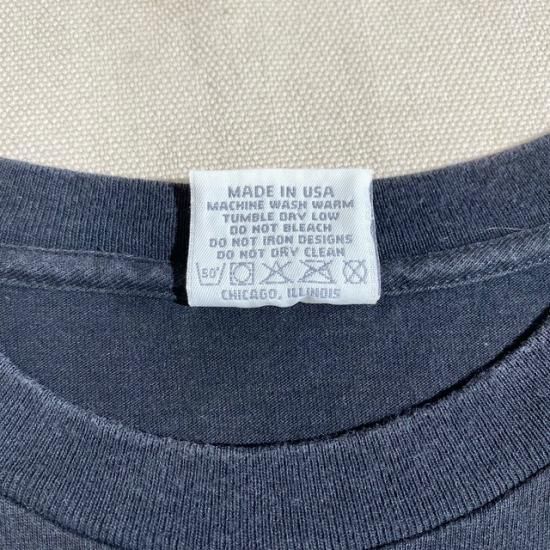 MADE IN USA
MACHINE WASH WARM
TUMBLE DRY LOW
DO NOT BLEACH
DO NOT IRON DESIGNS
DO NOT DRY CLEAN
50°
CHICAGO, ILLINOIS